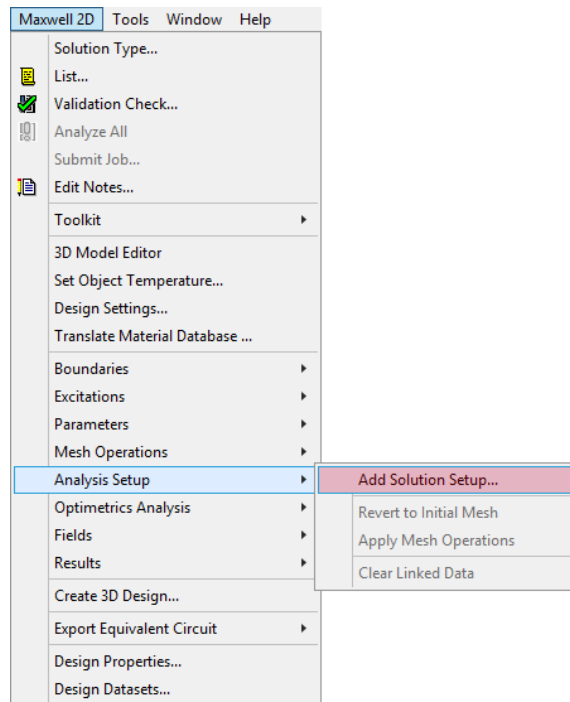 Maxwell 2D Tools Window Help
Solution Type...
List...
Validation Check...
Analyze All
Submit Job...
Edit Notes...
Toolkit
3D Model Editor
Set Object Temperature...
Design Settings...
Translate Material Database ...
Boundaries
Excitations
Parameters
Mesh Operations
Analysis Setup
Add Solution Setup...
Optimetrics Analysis
Revert to Initial Mesh
Fields
Apply Mesh Operations
Results
Clear Linked Data
Create 3D Design...
Export Equivalent Circuit
Design Properties...
Design Datasets...